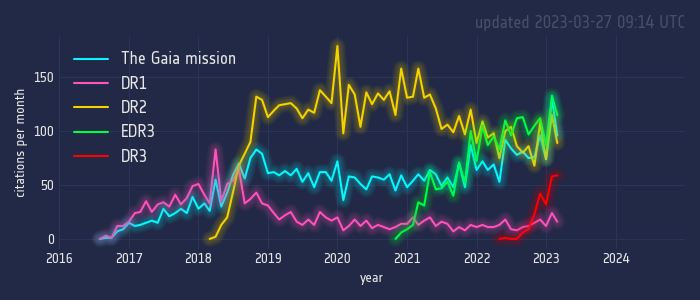 updated 2023-03-27 09:14 UTC
The Gaia mission
DR1
DR2
EDR3
DR3
citations per month
150
100
50
0
2016 2017 2018 2019 2020 2021 2022 2023 2024
year